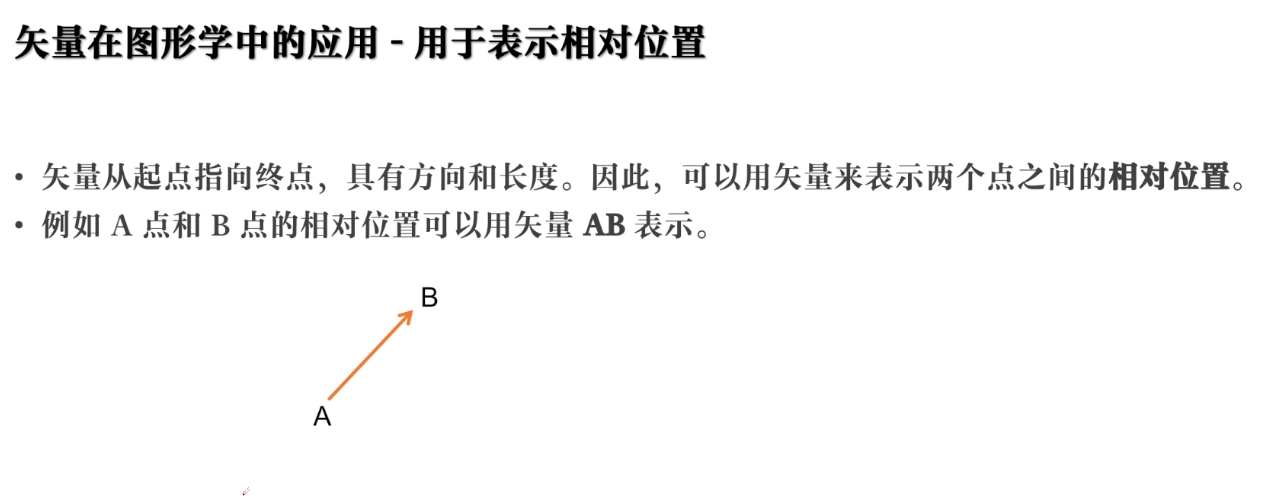 矢量在图形学中的应用 - 用于表示相对位置
• 矢量从起点指向终点，具有方向和长度。因此，可以用矢量来表示两个点之间的相对位置。
• 例如 A 点和 B 点的相对位置可以用矢量 AB 表示。
B
A